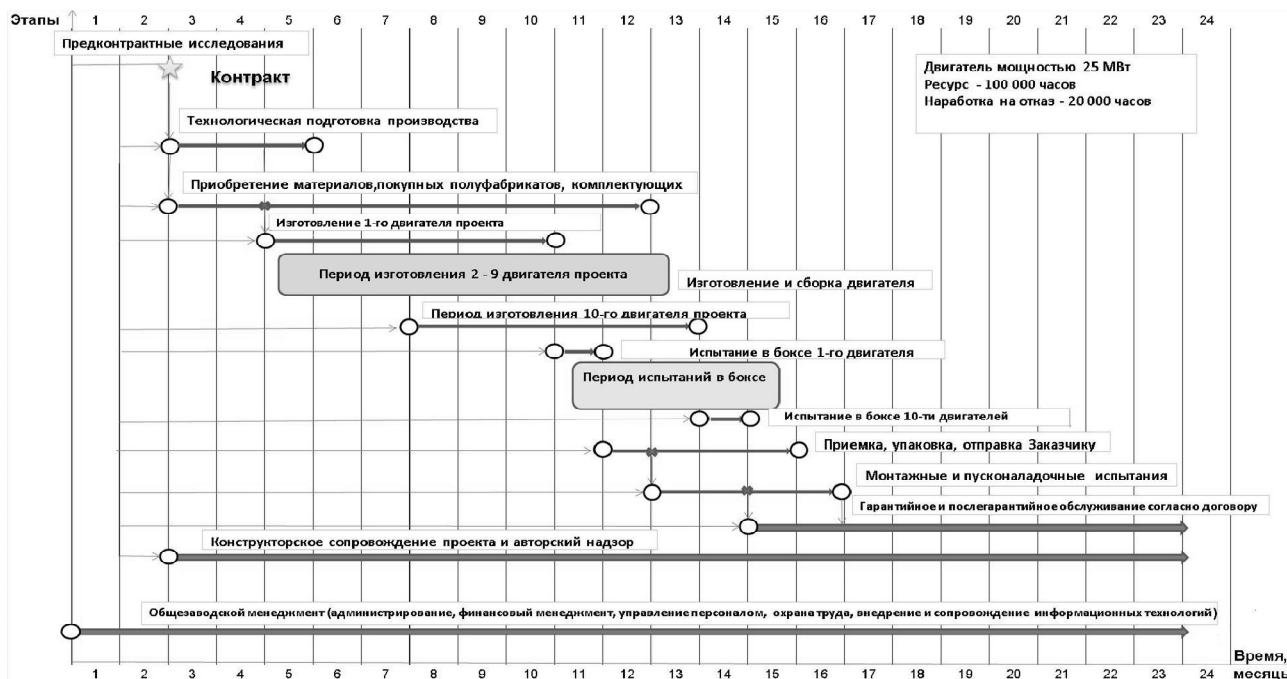 Этапы 1 2 3 4 5 6 7 8 9 10 11 12 13 14 15 16 17 18 19 20 21 22 23 24
Предконтрактные исследования
Контракт
Двигатель мощностью 25 МВт
Ресурс - 100 000 часов
Наработка на отказ - 20 000 часов
Технологическая подготовка производства
Приобретение материалов,покупных полуфабрикатов, комплектующих
Изготовление 1-го двигателя проекта
Период изготовления 2 - 9 двигателя проекта
Изготовление и сборка двигателя
Период изготовления 10-го двигателя проекта
Испытание в боксе 1-го двигателя
Период испытаний в боксе
Испытание в боксе 10-ти двигателей
Приемка, упаковка, отправка Заказчику
Монтажные и пусконаладочные испытания
Гарантийное и послегарантийное обслуживание согласно договору
Конструкторское сопровождение проекта и авторский надзор
Общезаводской менеджмент (администрирование, финансовый менеджмент, управление персоналом, охрана труда, внедрение и сопровождение информационных технологий)
1 2 3 4 5 6 7 8 9 10 11 12 13 14 15 16 17 18 19 20 21 22 23 24
Время,
месяц